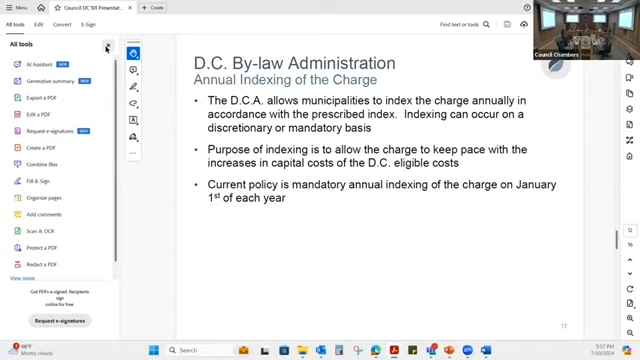 Council DC 101 Presentat...
Create
All tools
Edit
Convert
E-Sign
Find text or tools
All tools
AI Assistant NEW
Generative summary NEW
Export a PDF
Edit a PDF
Request e-signatures NEW
Create a PDF
Combine files
Fill & Sign
Organize pages
Add comments
Scan & OCR
Protect a PDF
Redact a PDF
View more
Get PDFs e-signed. Recipients
sign
online for free.
Request e-signatures
D.C. By-law Administration
Annual Indexing of the Charge
• The D.C.A. allows municipalities to index the charge annually in
accordance with the prescribed index. Indexing can occur on a
discretionary or mandatory basis
• Purpose of indexing is to allow the charge to keep pace with the
increases in capital costs of the D.C. eligible costs
• Current policy is mandatory annual indexing of the charge on January
1st of each year
11
Council Chambers
12
16
66°F
Mostly cloudy
Search
5:57 PM
7/10/2024